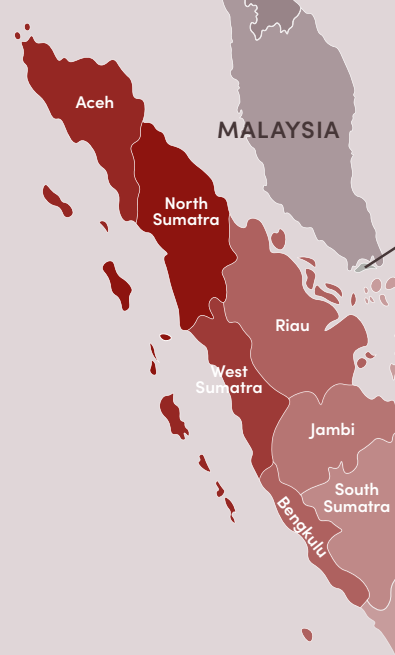 Aceh
MALAYSIA
North
Sumatra
Riau
West
Sumatra
Jambi
South
Sumatra
Bengkulu